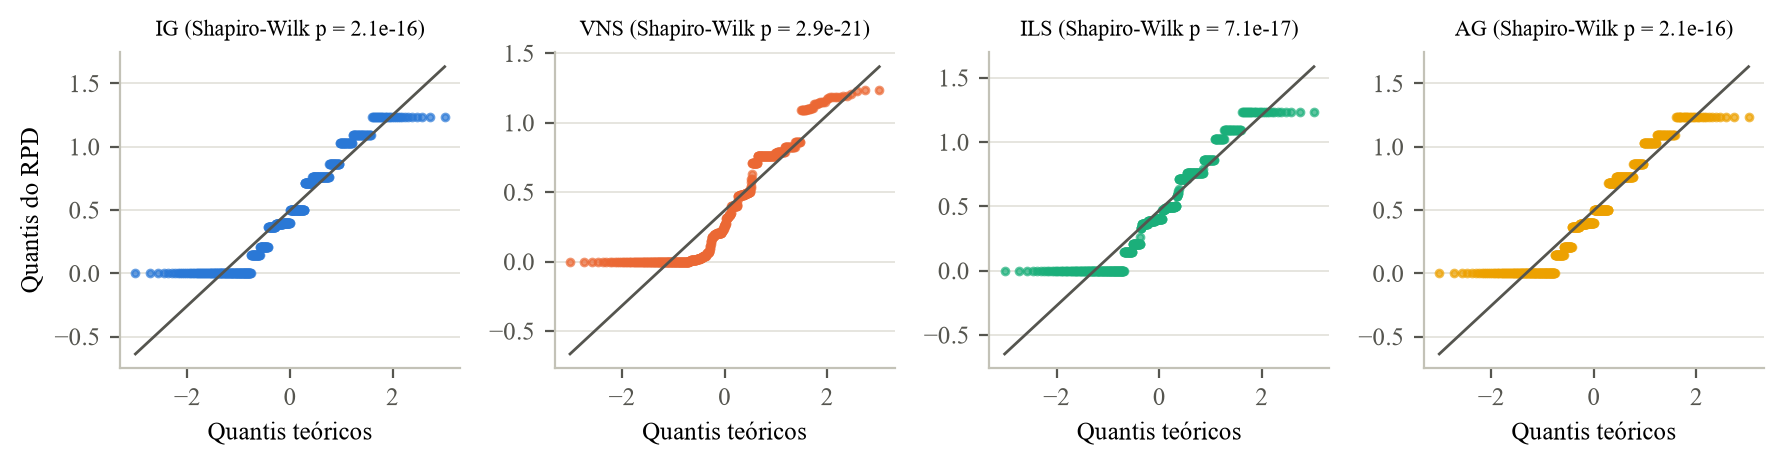 IG (Shapiro-Wilk p = 2.1e-16)
VNS (Shapiro-Wilk p = 2.9e-21)
ILS (Shapiro-Wilk p = 7.1e-17)
AG (Shapiro-Wilk p = 2.1e-16)
Quantis do RPD
1.5
1.0
0.5
0.0
−0.5
−2 0 2
Quantis teóricos
1.5
1.0
0.5
0.0
−0.5
−2 0 2
Quantis teóricos
1.5
1.0
0.5
0.0
−0.5
−2 0 2
Quantis teóricos
1.5
1.0
0.5
0.0
−0.5
−2 0 2
Quantis teóricos